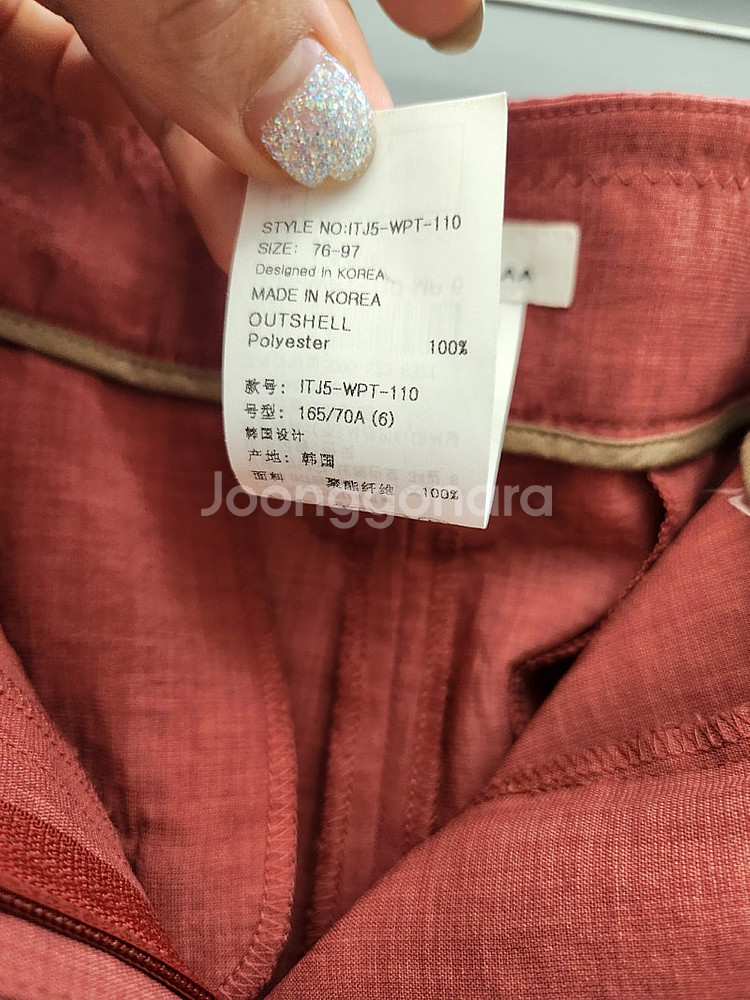 STYLE NO:ITJ5-WPT-110
SIZE: 76-97
Designed in KOREA
MADE IN KOREA
OUTSHELL
Polyester 100%
款号: ITJ5-WPT-110
号型: 165/70A (6)
韩国设计
产地: 韩国
面料 聚酯纤维 100%
Joonggonara